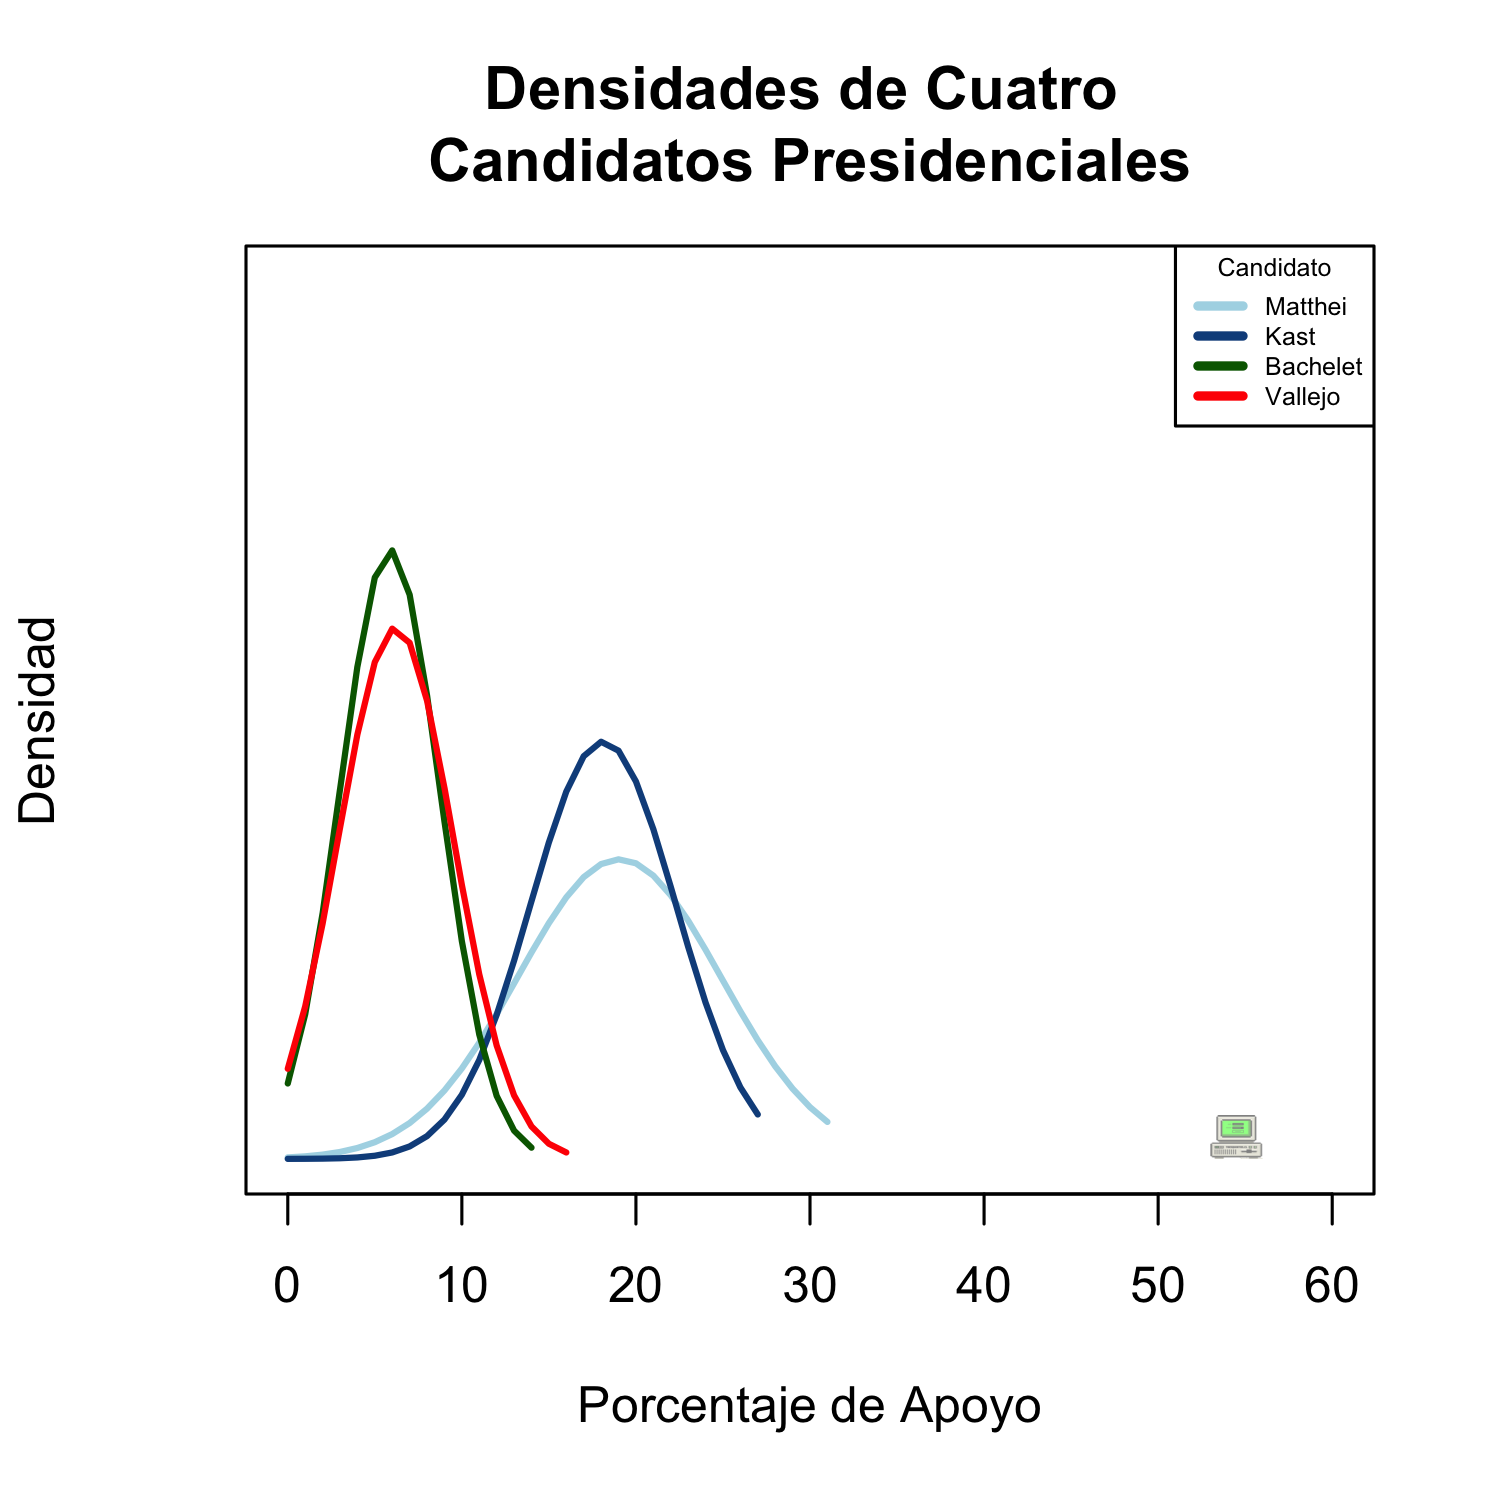 Densidades de Cuatro
Candidatos Presidenciales
Candidato
Matthei
Kast
Bachelet
Vallejo
Densidad
0 10 20 30 40 50 60
Porcentaje de Apoyo